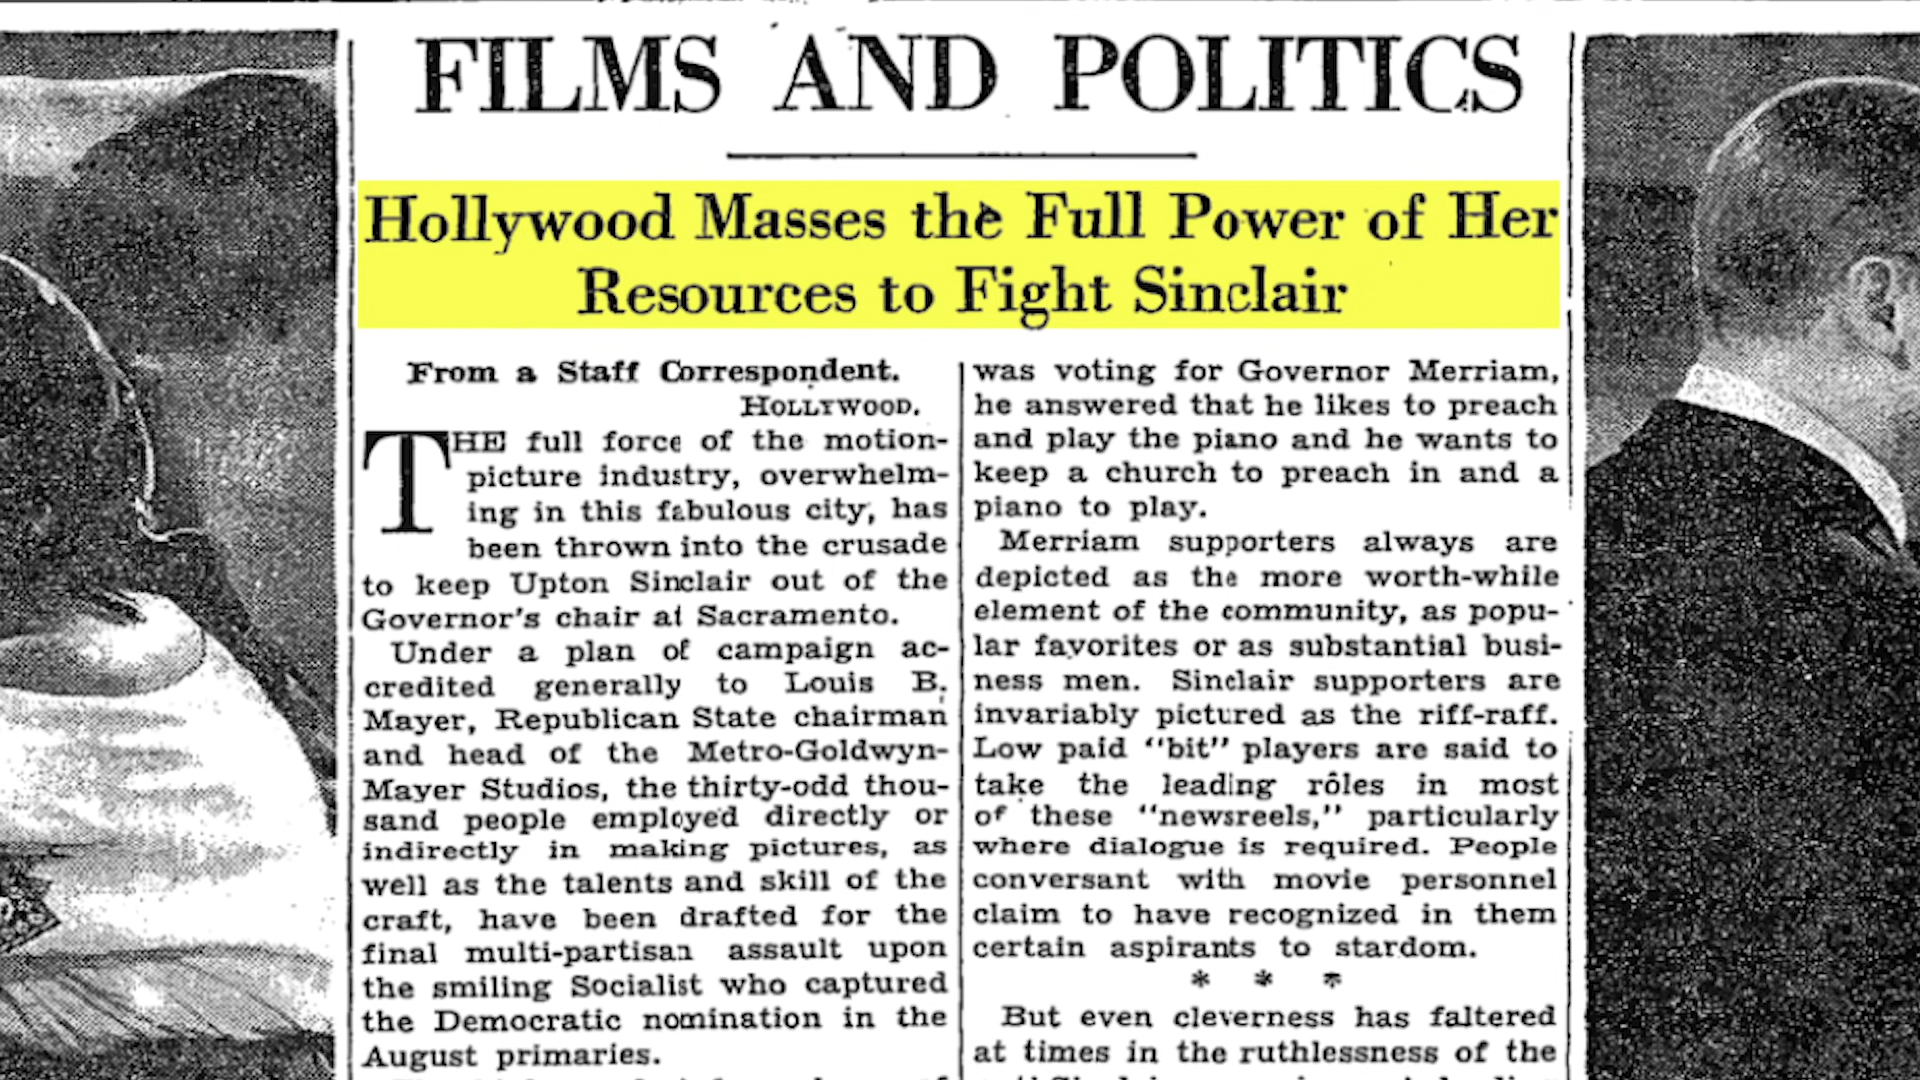 FILMS AND POLITICS
Hollywood Masses the Full Power of Her
Resources to Fight Sinclair
From a Staff Correspondent.
HOLLYWOOD.
THE full force of the motion-
picture industry, overwhelm-
ing in this fabulous city, has
been thrown into the crusade
to keep Upton Sinclair out of the
Governor's chair at Sacramento.
Under a plan of campaign ac-
credited generally to Louis B.
Mayer, Republican State chairman
and head of the Metro-Goldwyn-
Mayer Studios, the thirty-odd thou-
sand people employed directly or
indirectly in making pictures, as
well as the talents and skill of the
craft, have been drafted for the
final multi-partisan assault upon
the smiling Socialist who captured
the Democratic nomination in the
August primaries.
was voting for Governor Merriam,
he answered that he likes to preach
and play the piano and he wants to
keep a church to preach in and a
piano to play.
Merriam supporters always are
depicted as the more worth-while
element of the community, as popu-
lar favorites or as substantial busi-
ness men. Sinclair supporters are
invariably pictured as the riff-raff.
Low paid "bit" players are said to
take the leading rôles in most
of these "newsreels," particularly
where dialogue is required. People
conversant with movie personnel
claim to have recognized in them
certain aspirants to stardom.
* * *
But even cleverness has faltered
at times in the ruthlessness of the